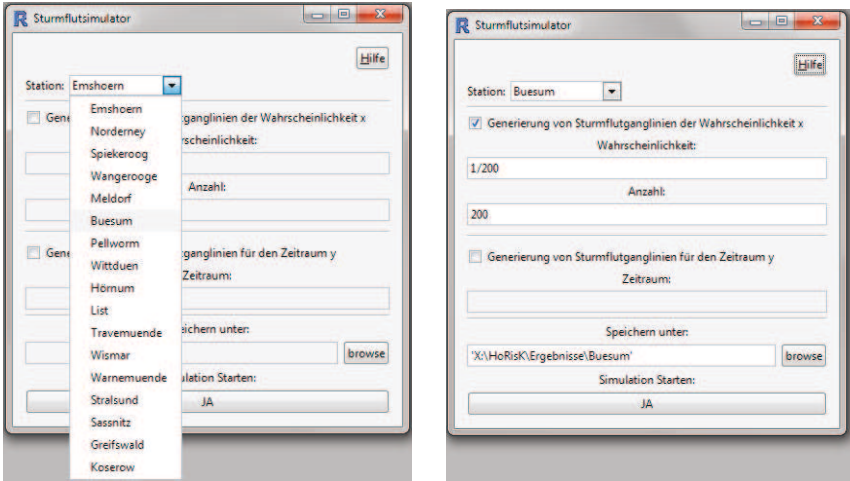 Sturmflutsimulator
Hilfe
Station: Emshoern
Emshoern
Norderney
Spiekeroog
Wangerooge
Meldorf
Buesum
Pellworm
Wittduen
Hörnum
List
Travemuende
Wismar
Warnemuende
Stralsund
Sassnitz
Greifswald
Koserow
Gene tganglinien der Wahrscheinlichkeit x
rscheinlichkeit:
Anzahl:
Gene tganglinien für den Zeitraum y
Zeitraum:
eichern unter:
browse
ulation Starten:
JA
Sturmflutsimulator
Hilfe
Station: Buesum
Generierung von Sturmflutganglinien der Wahrscheinlichkeit x
Wahrscheinlichkeit:
1/200
Anzahl:
200
Generierung von Sturmflutganglinien für den Zeitraum y
Zeitraum:
Speichern unter:
'X:\HoRisK\Ergebnisse\Buesum' browse
Simulation Starten:
JA